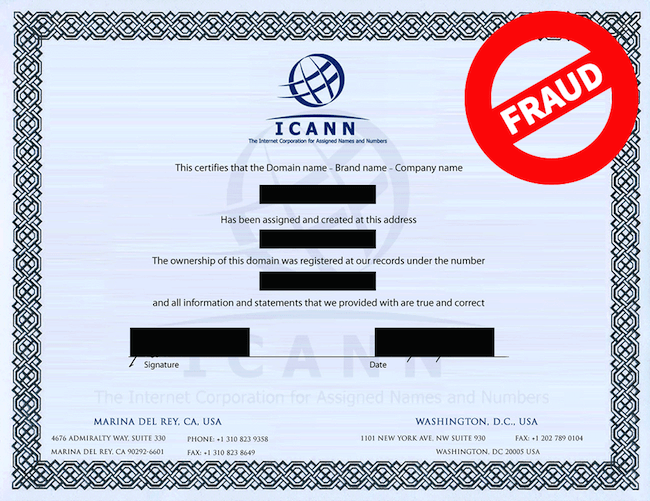 FRAUD
ICANN
The Internet Corporation for Assigned Names and Numbers
This certifies that the Domain name - Brand name - Company name
Has been assigned and created at this address
The ownership of this domain was registered at our records under the number
and all information and statements that we provided with are true and correct
Signature Date
ICANN
The Internet Corporation for Assigned Names and Numbers
MARINA DEL REY, CA, USA WASHINGTON, D.C., USA
4676 ADMIRALTY WAY, SUITE 330 PHONE: +1 310 823 9358 1101 NEW YORK AVE, NW SUITE 930 FAX: +1 202 789 0104
MARINA DEL REY, CA 90292-6601 FAX: +1 310 823 8649 WASHINGTON, DC 20005 USA